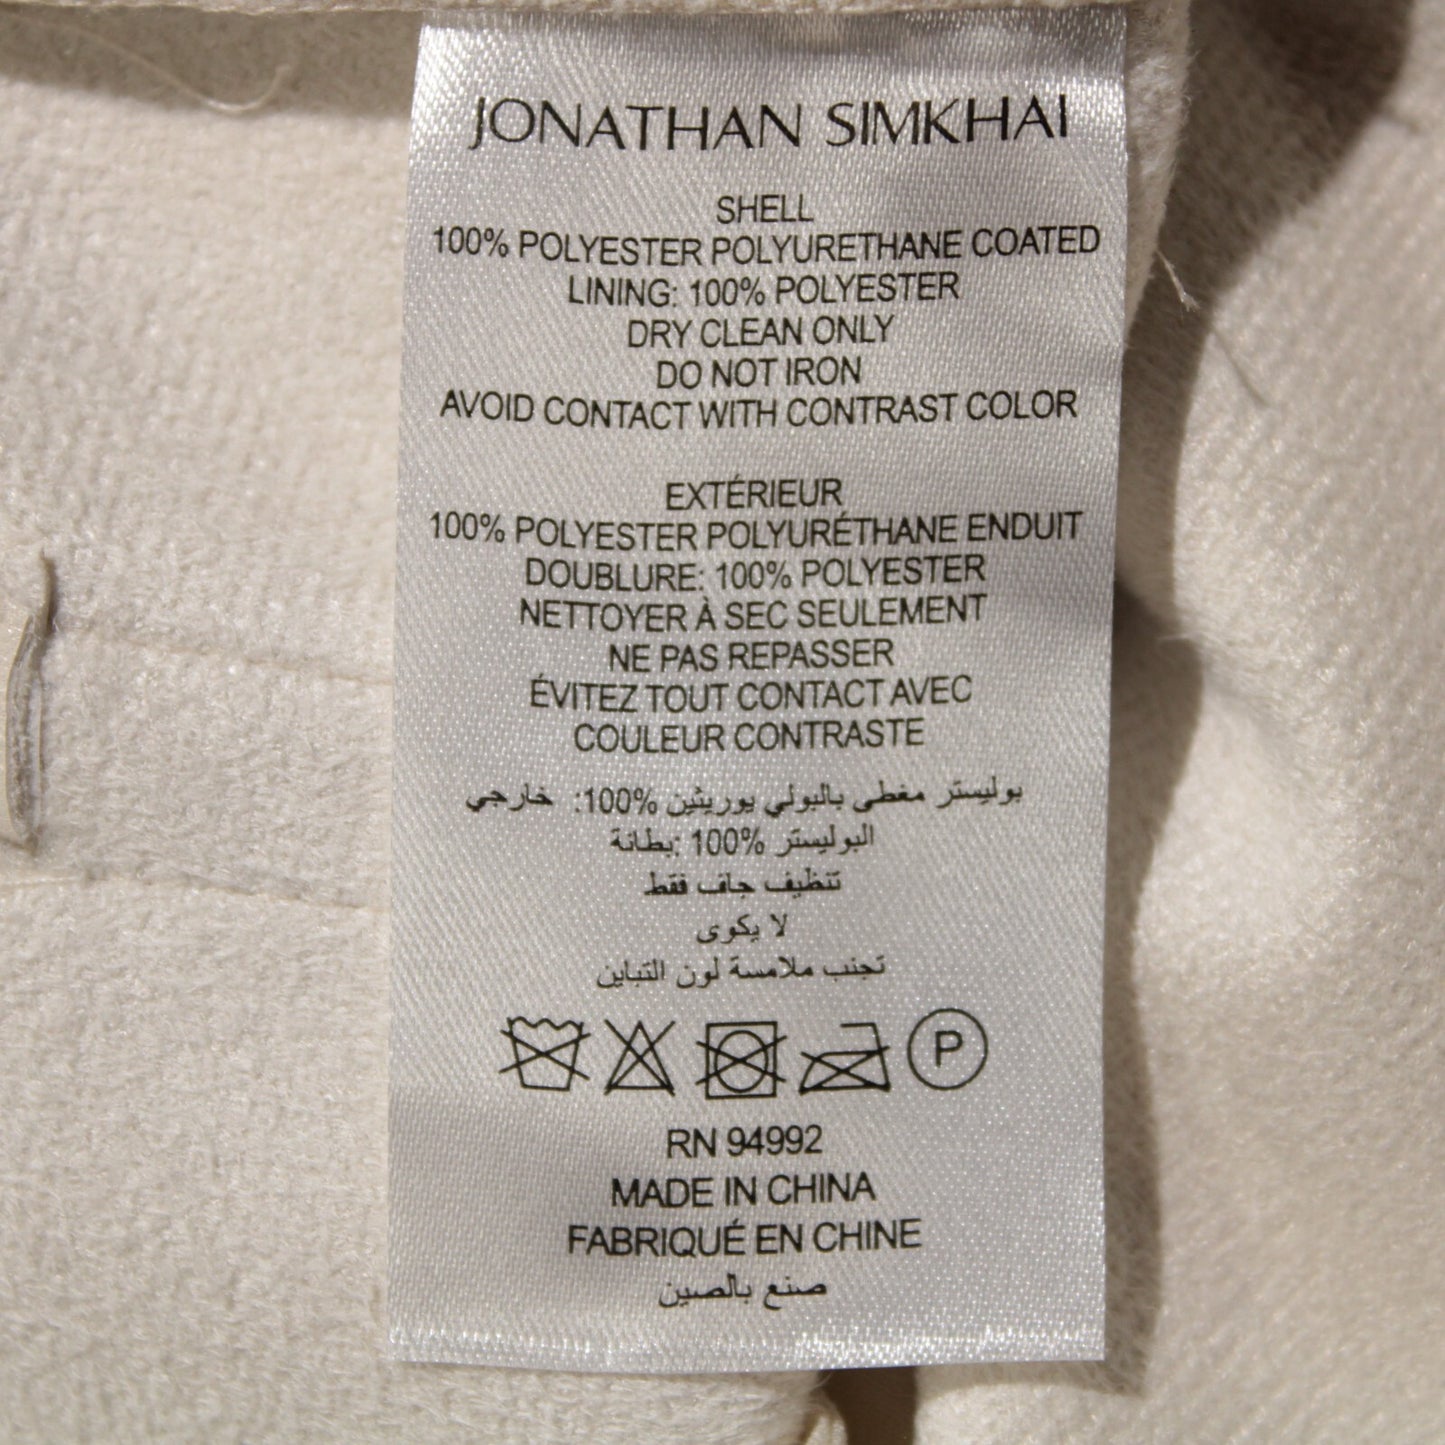 JONATHAN SIMKHAI
SHELL
100% POLYESTER POLYURETHANE COATED
LINING: 100% POLYESTER
DRY CLEAN ONLY
DO NOT IRON
AVOID CONTACT WITH CONTRAST COLOR
EXTÉRIEUR
100% POLYESTER POLYURÉTHANE ENDUIT
DOUBLURE: 100% POLYESTER
NETTOYER À SEC SEULEMENT
NE PAS REPASSER
ÉVITEZ TOUT CONTACT AVEC
COULEUR CONTRASTE
بوليستر مغطى بالبولي يوريثين %100: خارجي
البوليستر %100 :بطانة
تنظيف جاف فقط
لا يكوى
تجنب ملامسة لون التباين
P
RN 94992
MADE IN CHINA
FABRIQUÉ EN CHINE
صنع بالصين